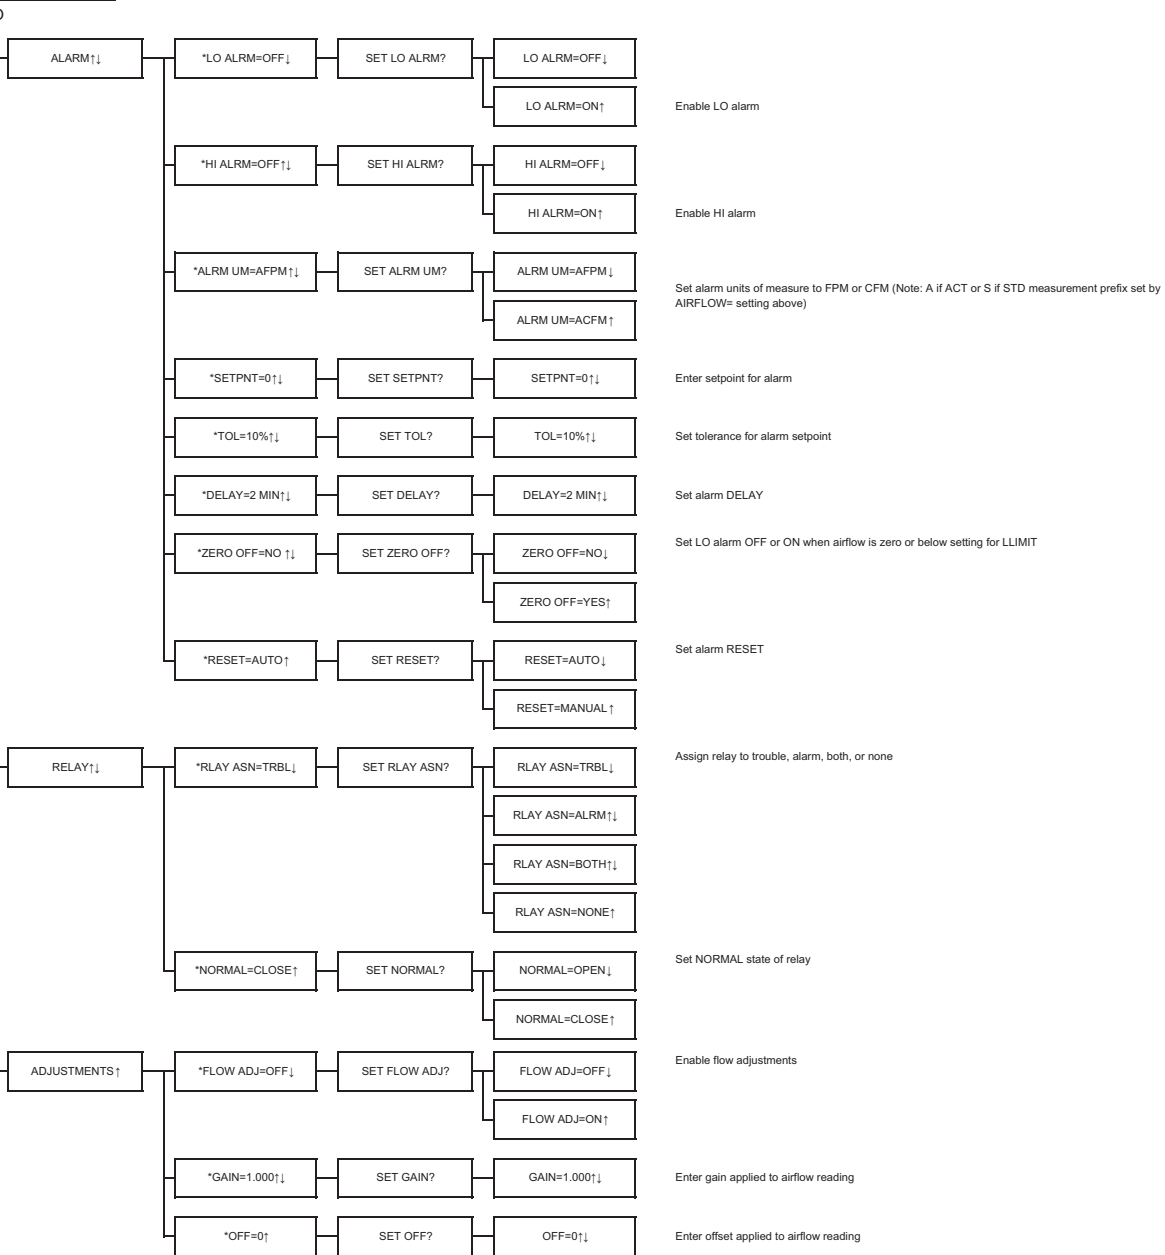 ALARM↑↓ *LO ALRM=OFF↓ SET LO ALRM? LO ALRM=OFF↓
LO ALRM=ON↑ Enable LO alarm
*HI ALRM=OFF↑↓ SET HI ALRM? HI ALRM=OFF↓
HI ALRM=ON↑ Enable HI alarm
*ALRM UM=AFPM↑↓ SET ALRM UM? ALRM UM=AFPM↓
Set alarm units of measure to FPM or CFM (Note: A if ACT or S if STD measurement prefix set by
AIRFLOW= setting above)
ALRM UM=ACFM↑
*SETPNT=0↑↓ SET SETPNT? SETPNT=0↑↓ Enter setpoint for alarm
*TOL=10%↑↓ SET TOL? TOL=10%↑↓ Set tolerance for alarm setpoint
*DELAY=2 MIN↑↓ SET DELAY? DELAY=2 MIN↑↓ Set alarm DELAY
*ZERO OFF=NO ↑↓ SET ZERO OFF? ZERO OFF=NO↓ Set LO alarm OFF or ON when airflow is zero or below setting for LLIMIT
ZERO OFF=YES↑
*RESET=AUTO↑ SET RESET? RESET=AUTO↓ Set alarm RESET
RESET=MANUAL↑
RELAY↑↓ *RLAY ASN=TRBL↓ SET RLAY ASN? RLAY ASN=TRBL↓ Assign relay to trouble, alarm, both, or none
RLAY ASN=ALRM↑↓
RLAY ASN=BOTH↑↓
RLAY ASN=NONE↑
*NORMAL=CLOSE↑ SET NORMAL? NORMAL=OPEN↓ Set NORMAL state of relay
NORMAL=CLOSE↑
ADJUSTMENTS↑ *FLOW ADJ=OFF↓ SET FLOW ADJ? FLOW ADJ=OFF↓ Enable flow adjustments
FLOW ADJ=ON↑
*GAIN=1.000↑↓ SET GAIN? GAIN=1.000↑↓ Enter gain applied to airflow reading
*OFF=0↑ SET OFF? OFF=0↑↓ Enter offset applied to airflow reading